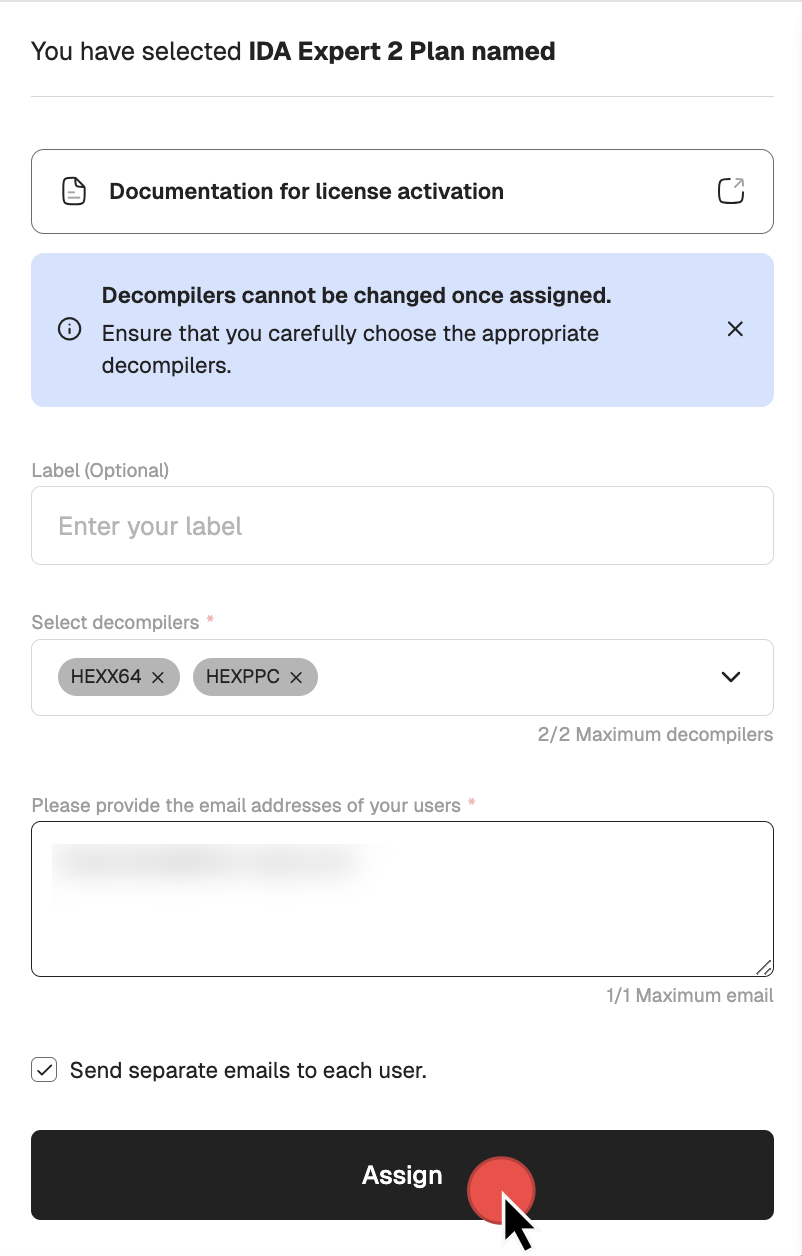 You have selected IDA Expert 2 Plan named
Documentation for license activation
Decompilers cannot be changed once assigned.
Ensure that you carefully choose the appropriate
decompilers.
Label (Optional)
Enter your label
Select decompilers *
HEXX64 × HEXPPC ×
2/2 Maximum decompilers
Please provide the email addresses of your users *
1/1 Maximum email
Send separate emails to each user.
Assign